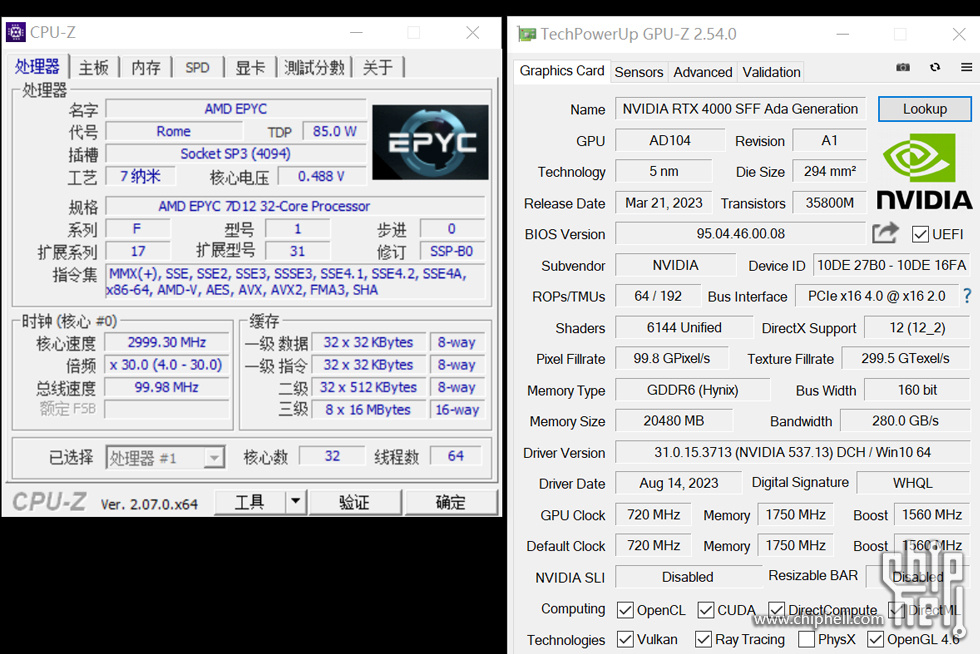 CPU-Z
处理器 主板 内存 SPD 显卡 測試分數 关于
处理器
名字 AMD EPYC
代号 Rome TDP 85.0 W
插槽 Socket SP3 (4094)
工艺 7 纳米 核心电压 0.488 V
EPYC
规格 AMD EPYC 7D12 32-Core Processor
系列 F 型号 1 步进 0
扩展系列 17 扩展型号 31 修订 SSP-B0
指令集 MMX(+), SSE, SSE2, SSE3, SSSE3, SSE4.1, SSE4.2, SSE4A,
x86-64, AMD-V, AES, AVX, AVX2, FMA3, SHA
时钟 (核心 #0)
核心速度 2999.30 MHz
倍频 x 30.0 (4.0 - 30.0)
总线速度 99.98 MHz
额定 FSB
缓存
一级 数据 32 x 32 KBytes 8-way
一级 指令 32 x 32 KBytes 8-way
二级 32 x 512 KBytes 8-way
三级 8 x 16 MBytes 16-way
已选择 处理器 #1 核心数 32 线程数 64
CPU-Z Ver. 2.07.0.x64 工具 验证 确定
TechPowerUp GPU-Z 2.54.0
Graphics Card Sensors Advanced Validation
Name NVIDIA RTX 4000 SFF Ada Generation Lookup
GPU AD104 Revision A1
Technology 5 nm Die Size 294 mm²
Release Date Mar 21, 2023 Transistors 35800M
NVIDIA
BIOS Version 95.04.46.00.08 UEFI
Subvendor NVIDIA Device ID 10DE 27B0 - 10DE 16FA
ROPs/TMUs 64 / 192 Bus Interface PCIe x16 4.0 @ x16 2.0 ?
Shaders 6144 Unified DirectX Support 12 (12_2)
Pixel Fillrate 99.8 GPixel/s Texture Fillrate 299.5 GTexel/s
Memory Type GDDR6 (Hynix) Bus Width 160 bit
Memory Size 20480 MB Bandwidth 280.0 GB/s
Driver Version 31.0.15.3713 (NVIDIA 537.13) DCH / Win10 64
Driver Date Aug 14, 2023 Digital Signature WHQL
GPU Clock 720 MHz Memory 1750 MHz Boost 1560 MHz
Default Clock 720 MHz Memory 1750 MHz Boost 1560 MHz
NVIDIA SLI Disabled Resizable BAR Disabled
Computing OpenCL CUDA DirectCompute DirectML
Technologies Vulkan Ray Tracing PhysX OpenGL 4.6
chip hell
www.chiphell.com